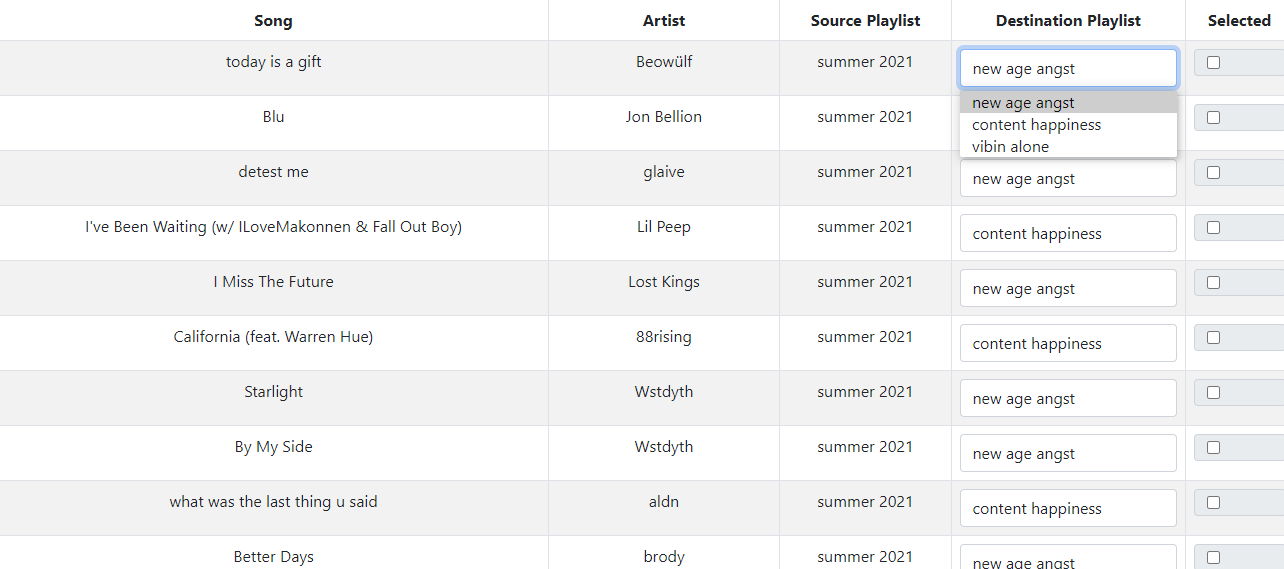 Song Artist Source Playlist Destination Playlist Selected
today is a gift Beowülf summer 2021 new age angst
new age angst
Blu Jon Bellion summer 2021 content happiness
vibin alone
detest me glaive summer 2021 new age angst
I've Been Waiting (w/ ILoveMakonnen & Fall Out Boy) Lil Peep summer 2021 content happiness
I Miss The Future Lost Kings summer 2021 new age angst
California (feat. Warren Hue) 88rising summer 2021 content happiness
Starlight Wstdyth summer 2021 new age angst
By My Side Wstdyth summer 2021 new age angst
what was the last thing u said aldn summer 2021 content happiness
Better Days brody summer 2021 new age angst